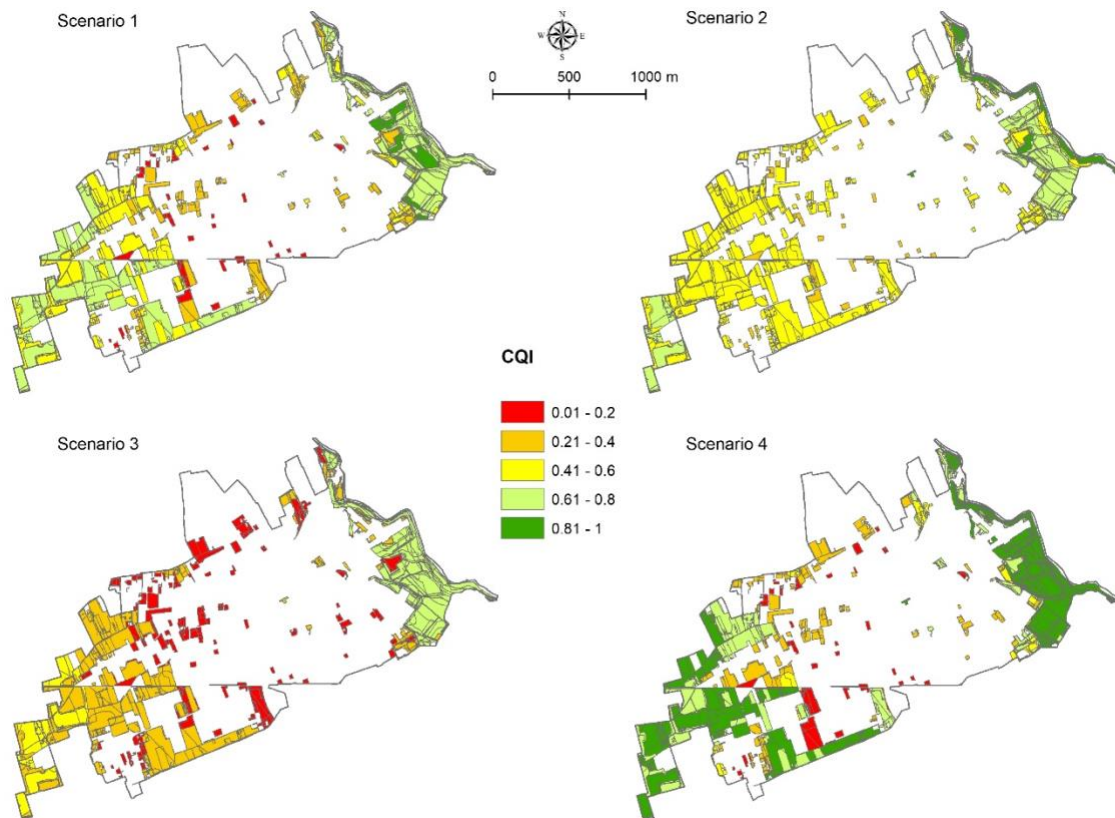 Scenario 1
Scenario 2
N
W E
S
0 500 1000 m
CQI
0.01 - 0.2
0.21 - 0.4
0.41 - 0.6
0.61 - 0.8
0.81 - 1
Scenario 3
Scenario 4